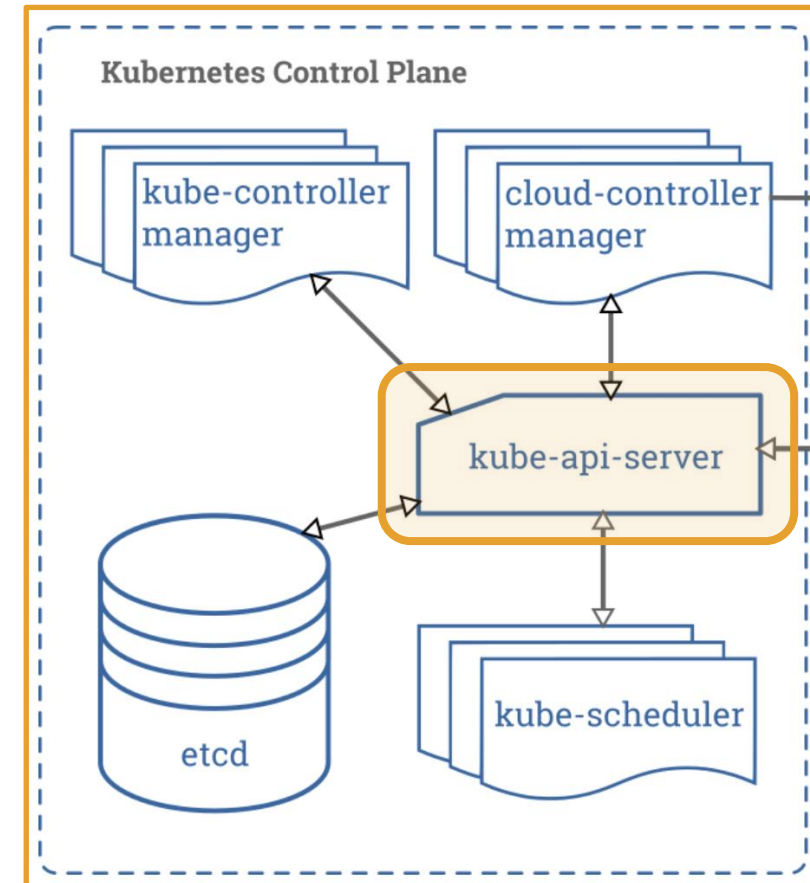 Kubernetes Control Plane
kube-controller
manager
cloud-controller
manager
kube-api-server
etcd
kube-scheduler